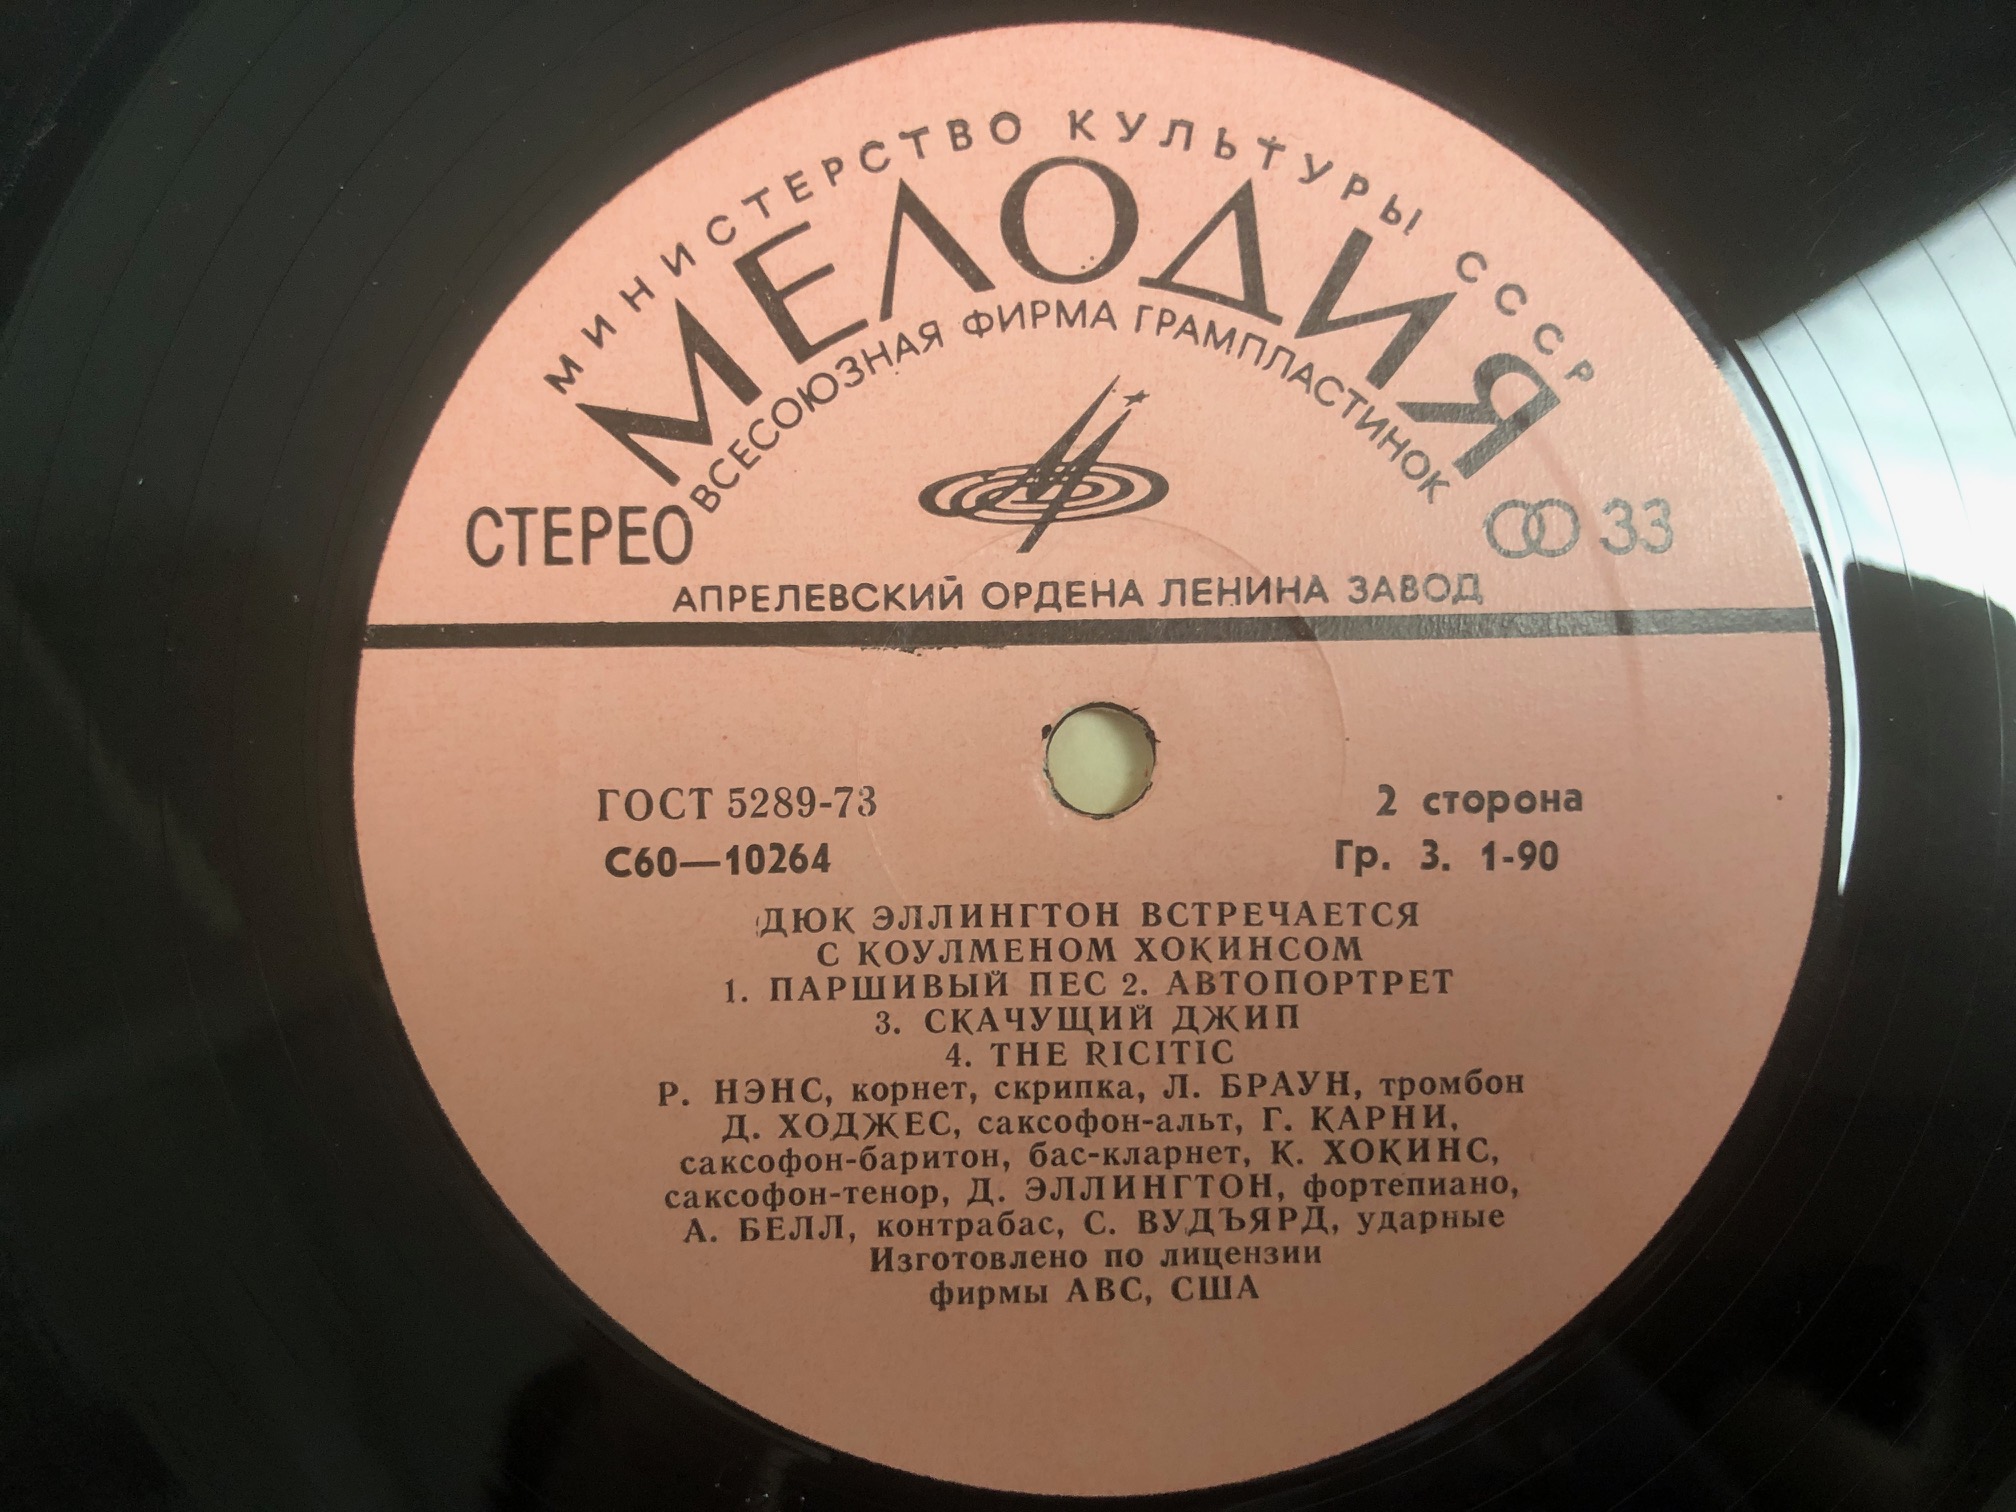 МИНИСТЕРСТВО КУЛЬТУРЫ СССР
МЕЛОДИЯ
ВСЕСОЮЗНАЯ ФИРМА ГРАМПЛАСТИНОК
СТЕРЕО
33
АПРЕЛЕВСКИЙ ОРДЕНА ЛЕНИНА ЗАВОД
ГОСТ 5289-73
2 сторона
С60—10264
Гр. 3. 1-90
ДЮК ЭЛЛИНГТОН ВСТРЕЧАЕТСЯ
С КОУЛМЕНОМ ХОКИНСОМ
1. ПАРШИВЫЙ ПЕС 2. АВТОПОРТРЕТ
3. СКАЧУЩИЙ ДЖИП
4. THE RICITIC
Р. НЭНС, корнет, скрипка, Л. БРАУН, тромбон
Д. ХОДЖЕС, саксофон-альт, Г. КАРНИ,
саксофон-баритон, бас-кларнет, К. ХОКИНС,
саксофон-тенор, Д. ЭЛЛИНГТОН, фортепиано,
А. БЕЛЛ, контрабас, С. ВУДЪЯРД, ударные
Изготовлено по лицензии
фирмы ABC, США